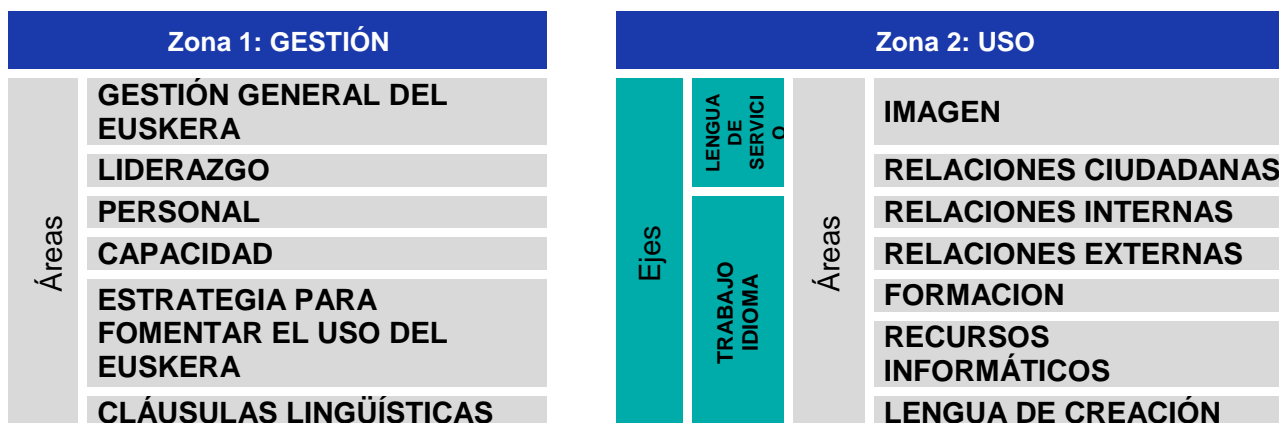 Zona 1: GESTIÓN
Áreas
GESTIÓN GENERAL DEL
EUSKERA
LIDERAZGO
PERSONAL
CAPACIDAD
ESTRATEGIA PARA
FOMENTAR EL USO DEL
EUSKERA
CLÁUSULAS LINGÜÍSTICAS
Zona 2: USO
Ejes
LENGUA
DE
SERVICI
O
TRABAJO
IDIOMA
Áreas
IMAGEN
RELACIONES CIUDADANAS
RELACIONES INTERNAS
RELACIONES EXTERNAS
FORMACION
RECURSOS
INFORMÁTICOS
LENGUA DE CREACIÓN